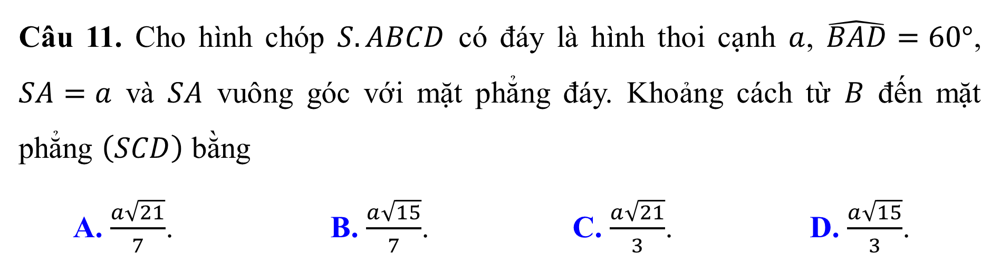 Câu 11. Cho hình chóp $S.ABCD$ có đáy là hình thoi cạnh $a$, $\widehat{BAD} = 60°$,
$SA = a$ và $SA$ vuông góc với mặt phẳng đáy. Khoảng cách từ $B$ đến mặt
phẳng $(SCD)$ bằng
A. $\frac{a\sqrt{21}}{7}$. B. $\frac{a\sqrt{15}}{7}$. C. $\frac{a\sqrt{21}}{3}$. D. $\frac{a\sqrt{15}}{3}$.